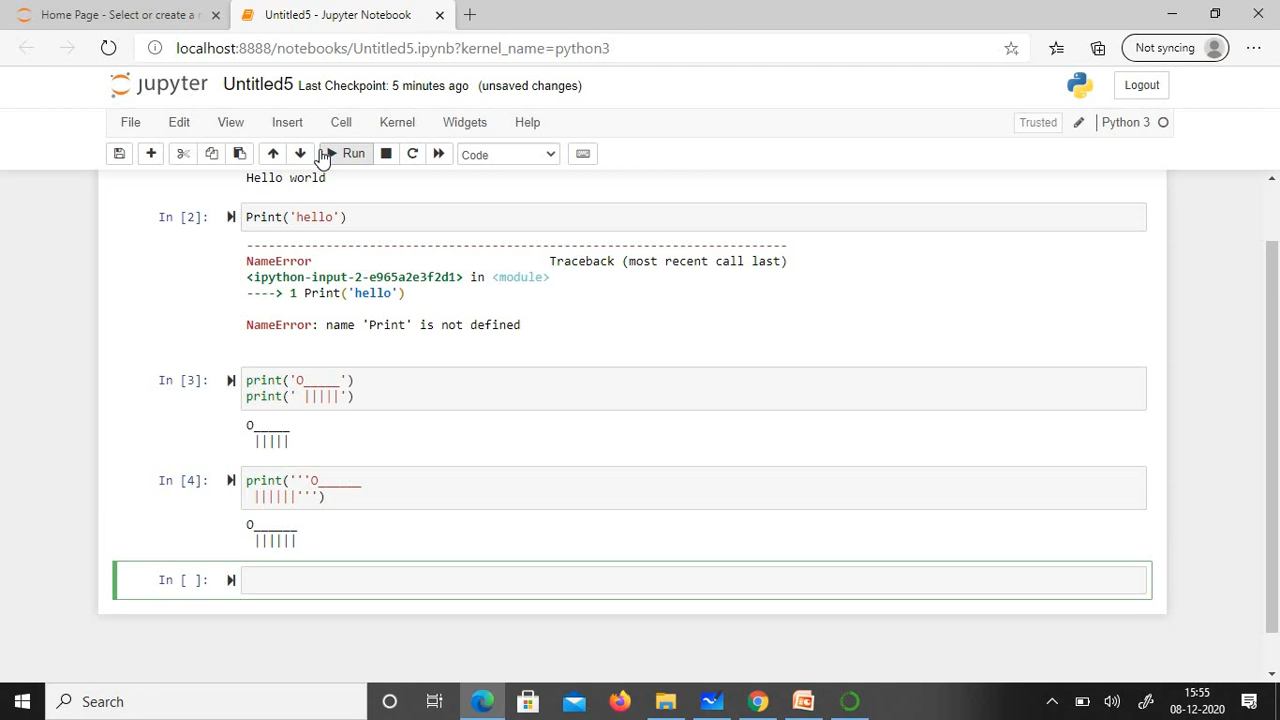 Home Page - Select or create a n
Untitled5 - Jupyter Notebook
localhost:8888/notebooks/Untitled5.ipynb?kernel_name=python3
Not syncing
jupyter Untitled5 Last Checkpoint: 5 minutes ago (unsaved changes)
Logout
File Edit View Insert Cell Kernel Widgets Help
Trusted Python 3
Run Code
Hello world
In [2]: Print('hello')
---------------------------------------------------------------------------
NameError Traceback (most recent call last)
<ipython-input-2-e965a2e3f2d1> in <module>
----> 1 Print('hello')
NameError: name 'Print' is not defined
In [3]: print('O_____')
print(' |||||')
O_____
|||||
In [4]: print('''O______
||||||''')
O______
||||||
In [ ]:
Search
15:55
08-12-2020